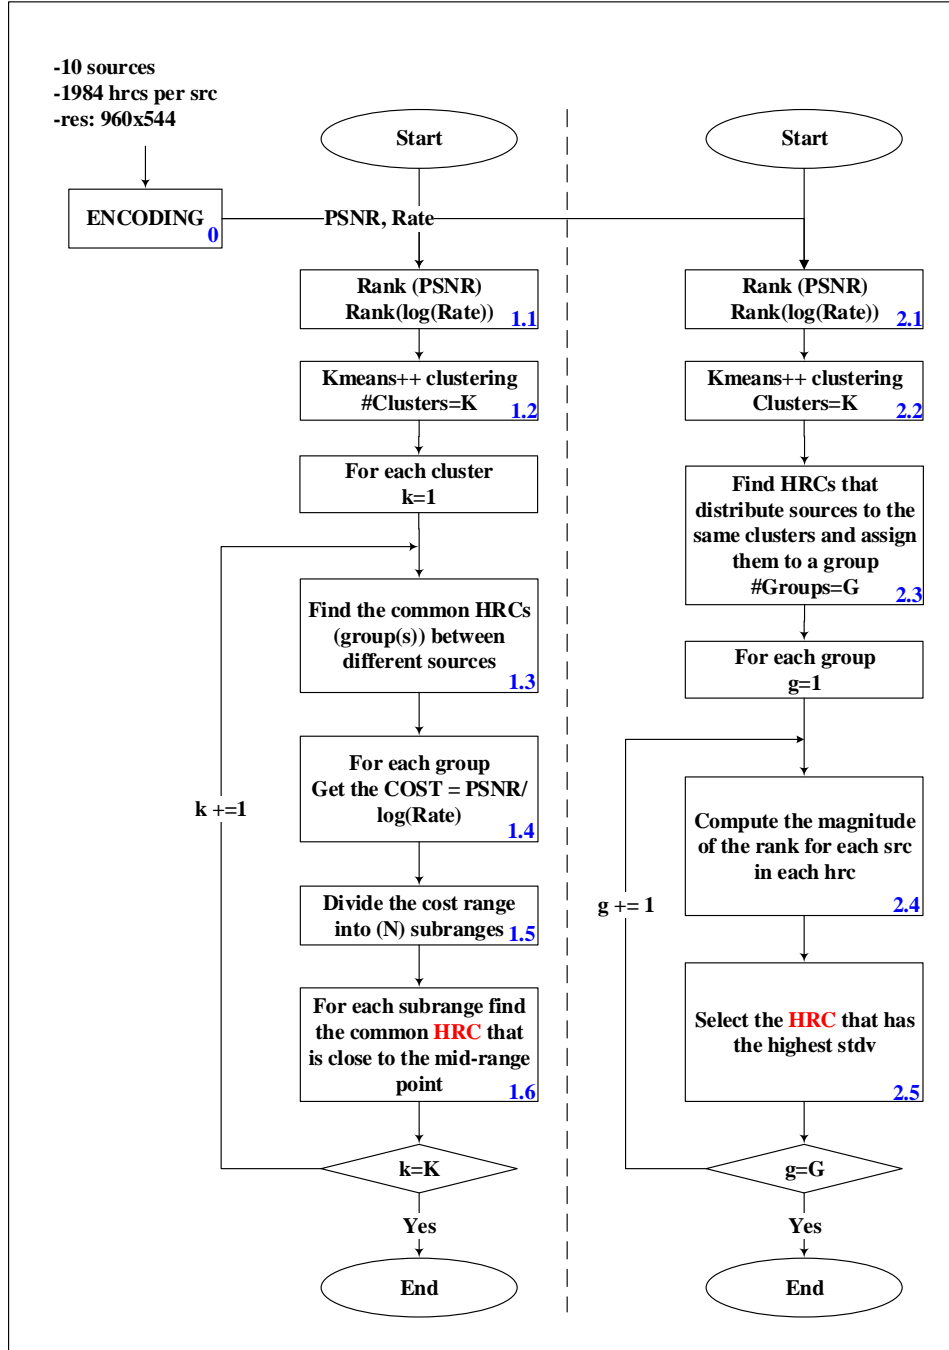 -10 sources
-1984 hrcs per src
-res: 960x544
ENCODING
0
PSNR, Rate
Start
Rank (PSNR)
Rank(log(Rate))
1.1
Kmeans++ clustering
#Clusters=K
1.2
For each cluster
k=1
Find the common HRCs
(group(s)) between
different sources
1.3
For each group
Get the COST = PSNR/
log(Rate)
1.4
Divide the cost range
into (N) subranges
1.5
For each subrange find
the common HRC that
is close to the mid-range
point
1.6
k=K
k +=1
Yes
End
Start
Rank (PSNR)
Rank(log(Rate))
2.1
Kmeans++ clustering
Clusters=K
2.2
Find HRCs that
distribute sources to the
same clusters and assign
them to a group
#Groups=G
2.3
For each group
g=1
Compute the magnitude
of the rank for each src
in each hrc
2.4
Select the HRC that has
the highest stdv
2.5
g=G
g += 1
Yes
End